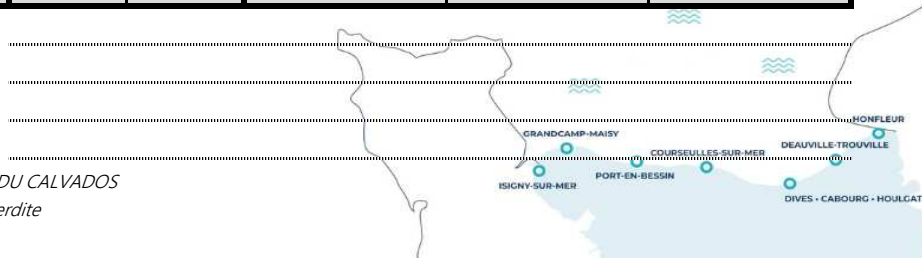 HONFLEUR
GRANDCAMP-MAISY
DEAUVILLE-TROUVILLE
COURSEULLES-SUR-MER
PORT-EN-BESSIN
DU CALVADOS
ISIGNY-SUR-MER
DIVES • CABOURG • HOULGAT
erdite